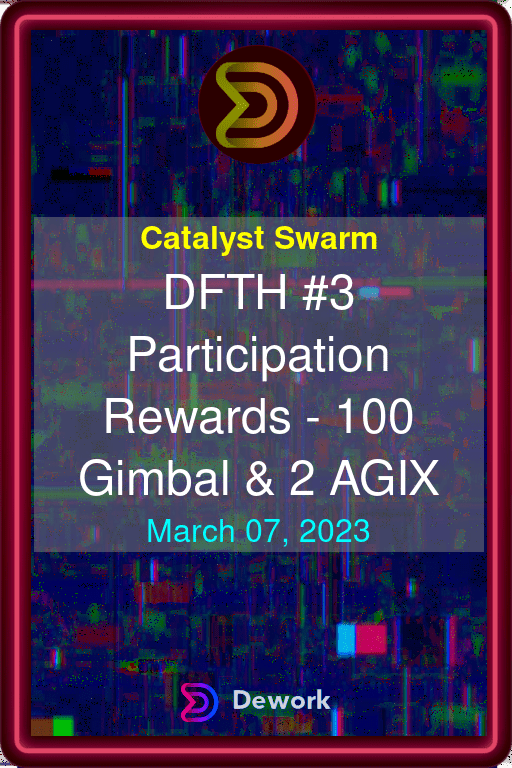 Catalyst Swarm
DFTH #3
Participation
Rewards - 100
Gimbal & 2 AGIX
March 07, 2023
Dework